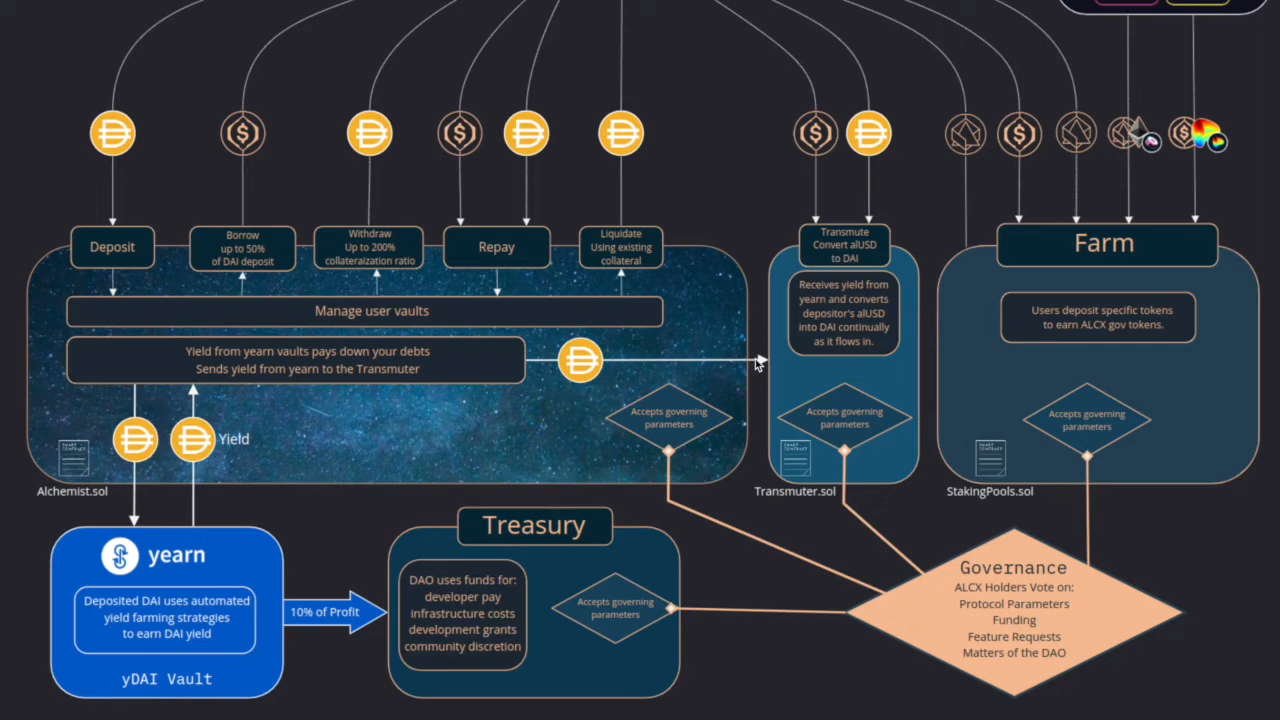 Deposit
Borrow
up to 50%
of DAI deposit
Withdraw
Up to 200%
collateraization ratio
Repay
Liquidate
Using existing
collateral
Transmute
Convert alUSD
to DAI
Farm
Manage user vaults
Receives yield from
yearn and converts
depositor's alUSD
into DAI continually
as it flows in.
Users deposit specific tokens
to earn ALCX gov tokens.
Yield from yearn vaults pays down your debts
Sends yield from yearn to the Transmuter
Accepts governing
parameters
Accepts governing
parameters
Accepts governing
parameters
Yield
SMART
CONTRACT
SMART
CONTRACT
SMART
CONTRACT
Alchemist.sol
Transmuter.sol
StakingPools.sol
yearn
Deposited DAI uses automated
yield farming strategies
to earn DAI yield
yDAI Vault
10% of Profit
Treasury
DAO uses funds for:
developer pay
infrastructure costs
development grants
community discretion
Accepts governing
parameters
Governance
ALCX Holders Vote on:
Protocol Parameters
Funding
Feature Requests
Matters of the DAO